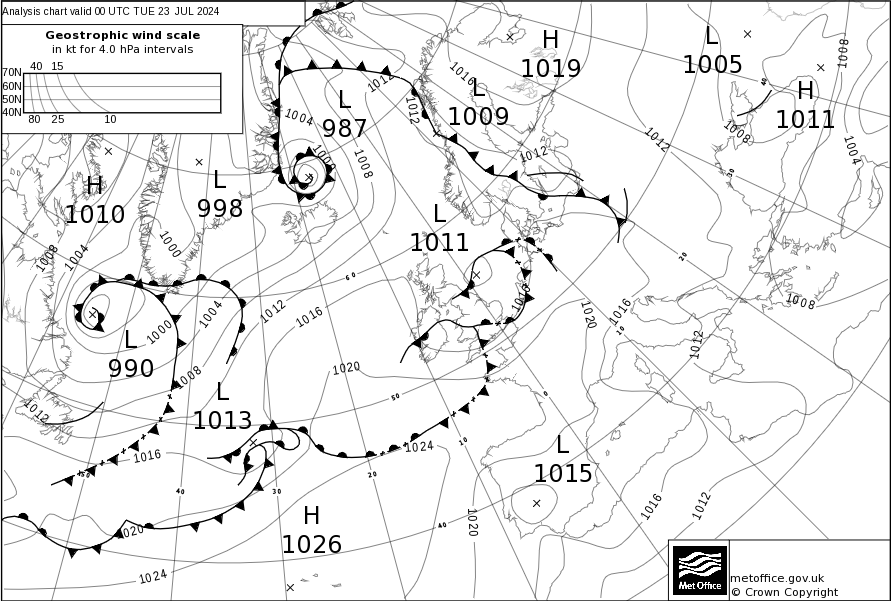 Analysis chart valid 00 UTC TUE 23 JUL 2024
Geostrophic wind scale
in kt for 4.0 hPa intervals
40 15
70N
60N
50N
40N
80 25 10
H
1019
L
1005
H
1011
L
1009
L
987
L
998
H
1010
L
1011
L
990
L
1013
L
1015
H
1026
1008
1016
1012
1012
1004
1008
1012
1012
1008
1004
1000
1008
1004
1000
1000
1004
1012
1016
1008
1020
1016
1020
1016
1012
1008
1012
1016
1024
1020
1024
1020
1016
1012
60
50
40
40
30
20
10
0
10
20
30
40
Met Office
metoffice.gov.uk
© Crown Copyright